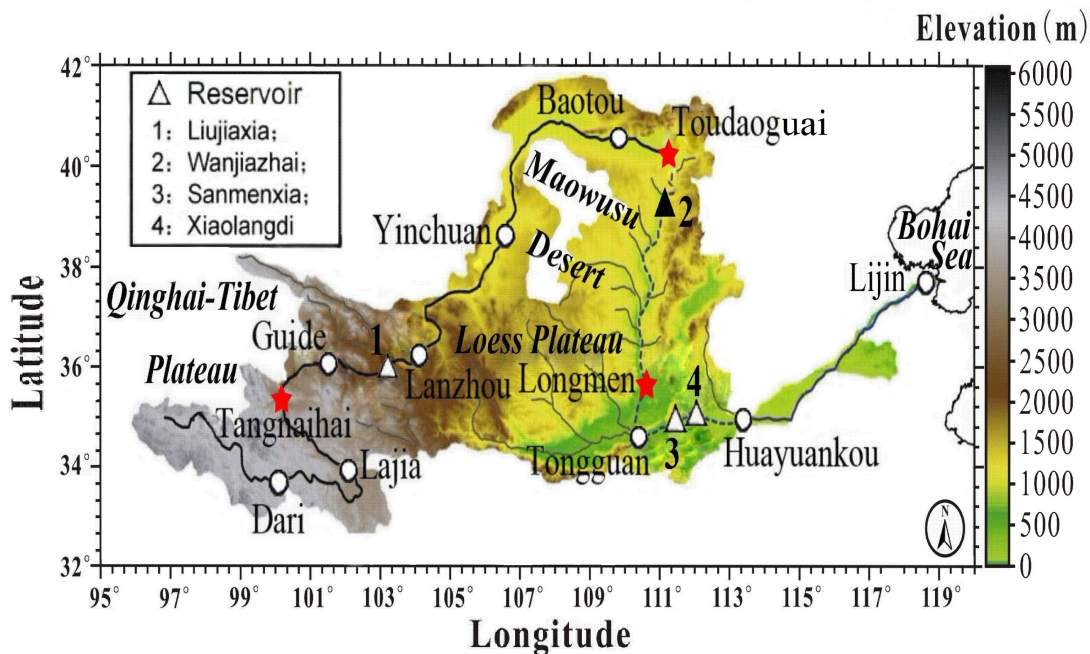 Elevation(m)
42°
40°
38°
36°
34°
32°
Latitude
Reservoir
1: Liujiaxia;
2: Wanjiazhai;
3: Sanmenxia;
4: Xiaolangdi
Baotou
Toudaoguai
Maowusu
2
Yinchuan
Desert
Bohai
Sea
Lijin
Qinghai-Tibet
Guide
1
Loess Plateau
Plateau
Lanzhou
Longmen
4
Tangnaihai
Lajia
Tongguan
3
Huayuankou
Dari
N
6000
5000
4500
4000
3500
3000
2500
2000
1500
1000
500
0
95°
99°
101°
103°
105°
107°
109°
111°
113°
115°
117°
119°
Longitude